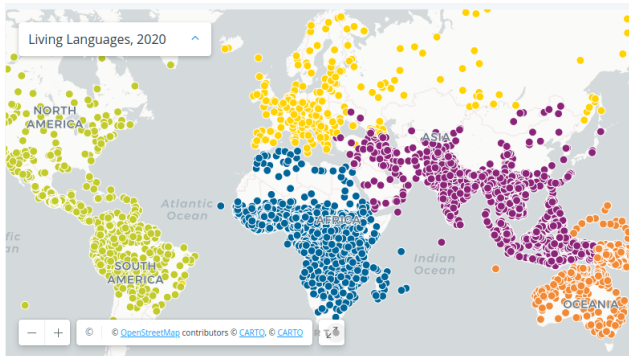 Living Languages, 2020
NORTH
AMERICA
ASIA
Atlantic
Ocean
AFRICA
Indian
Ocean
SOUTH
AMERICA
OCEANIA
© © OpenStreetMap contributors © CARTO, © CARTO